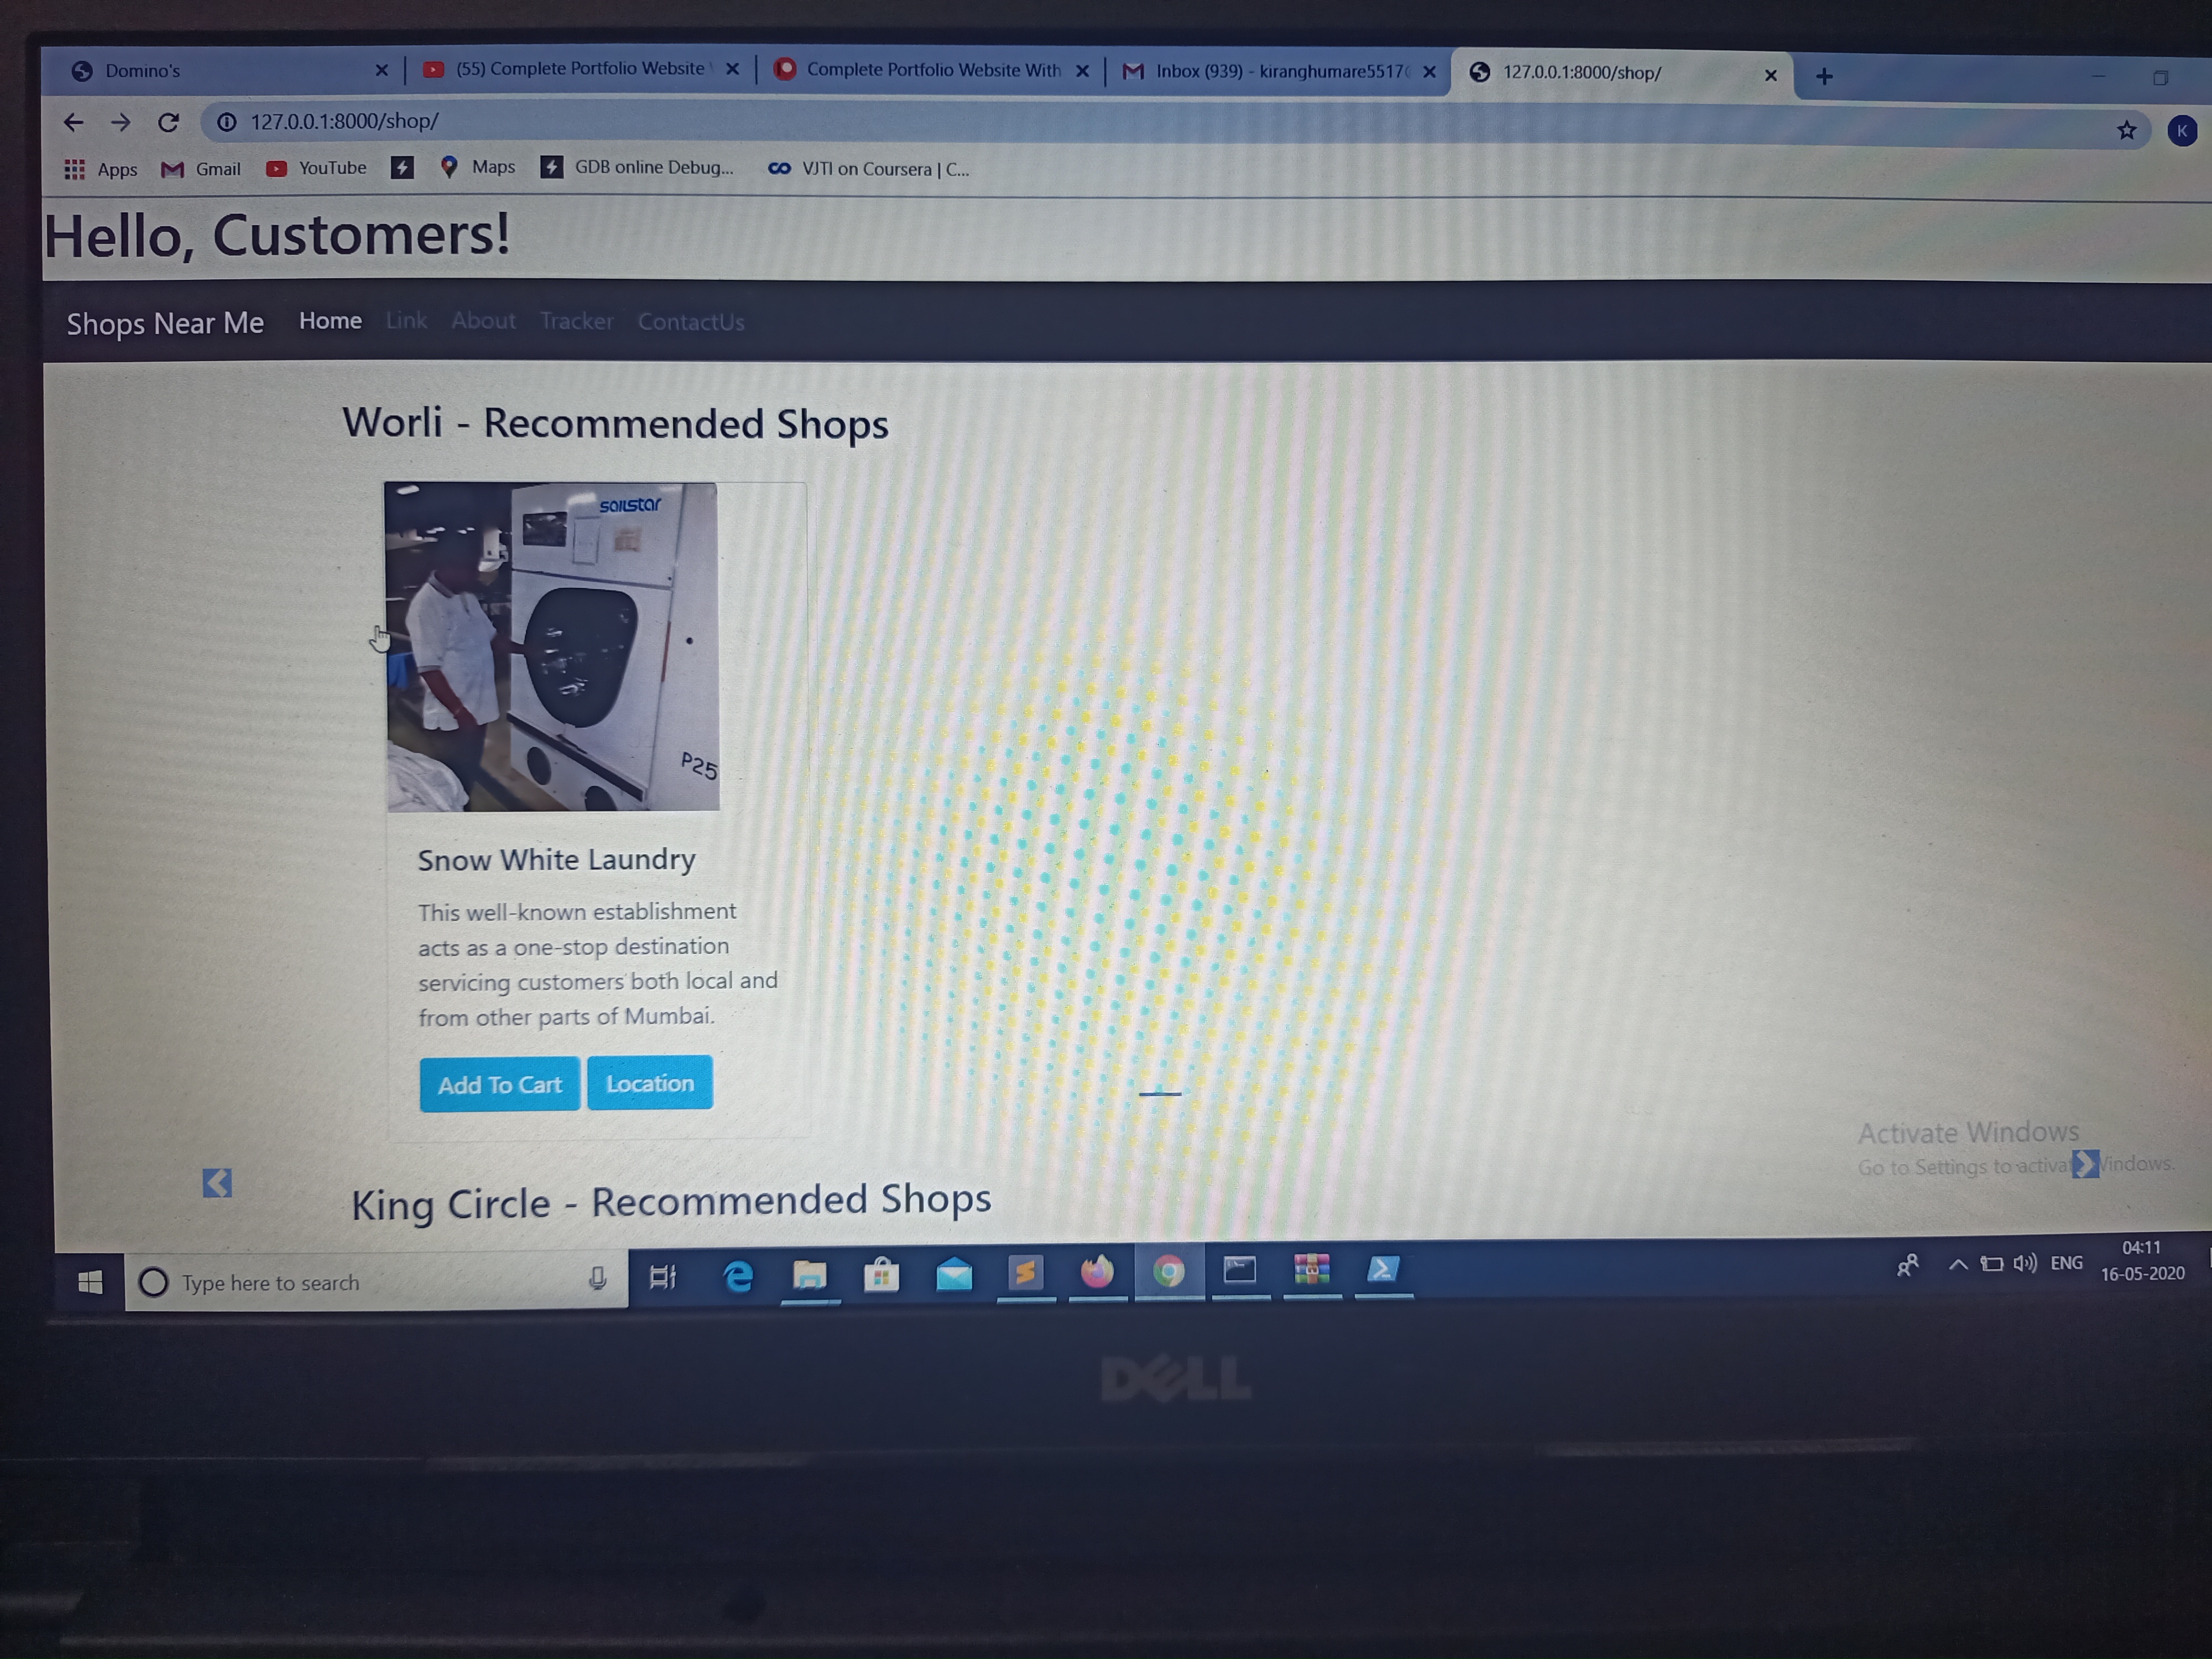 Domino's
(55) Complete Portfolio Website
Complete Portfolio Website With
Inbox (939) - kiranghumare5517
127.0.0.1:8000/shop/
127.0.0.1:8000/shop/
K
Apps
Gmail
YouTube
Maps
GDB online Debug...
VJTI on Coursera | C...
Hello, Customers!
Shops Near Me Home Link About Tracker ContactUs
Worli - Recommended Shops
sailstar
P25
Snow White Laundry
This well-known establishment
acts as a one-stop destination
servicing customers both local and
from other parts of Mumbai.
Add To Cart Location
Activate Windows
Go to Settings to activat Windows.
King Circle - Recommended Shops
Type here to search
ENG
04:11
16-05-2020
DELL